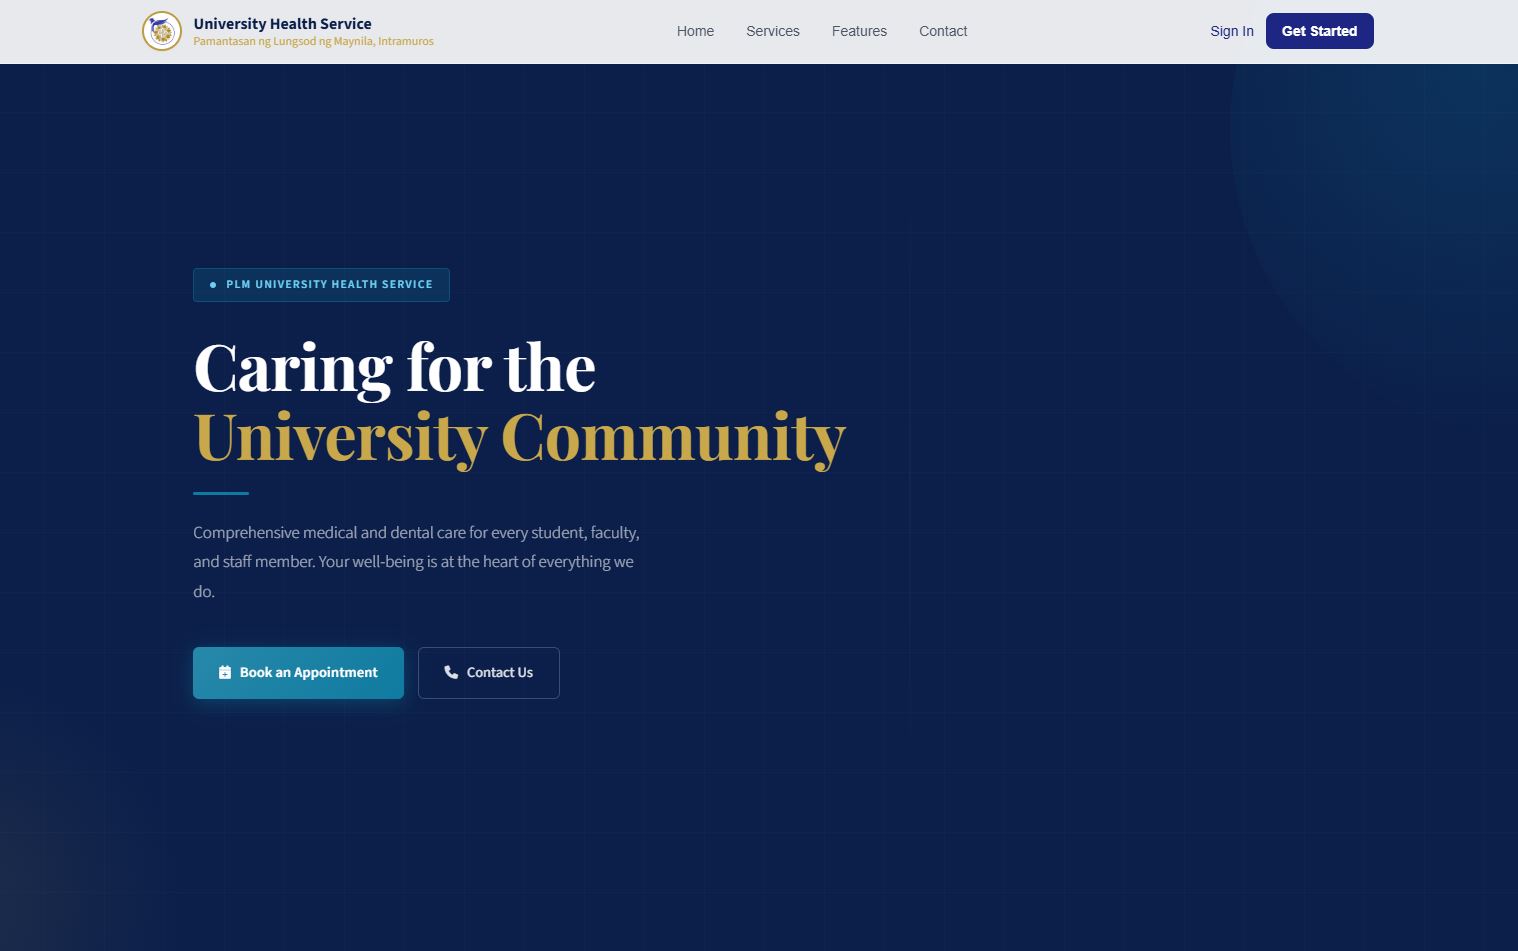 University Health Service
Pamantasan ng Lungsod ng Maynila, Intramuros
Home
Services
Features
Contact
Sign In
Get Started
PLM UNIVERSITY HEALTH SERVICE
Caring for the
University Community
Comprehensive medical and dental care for every student, faculty,
and staff member. Your well-being is at the heart of everything we
do.
Book an Appointment
Contact Us